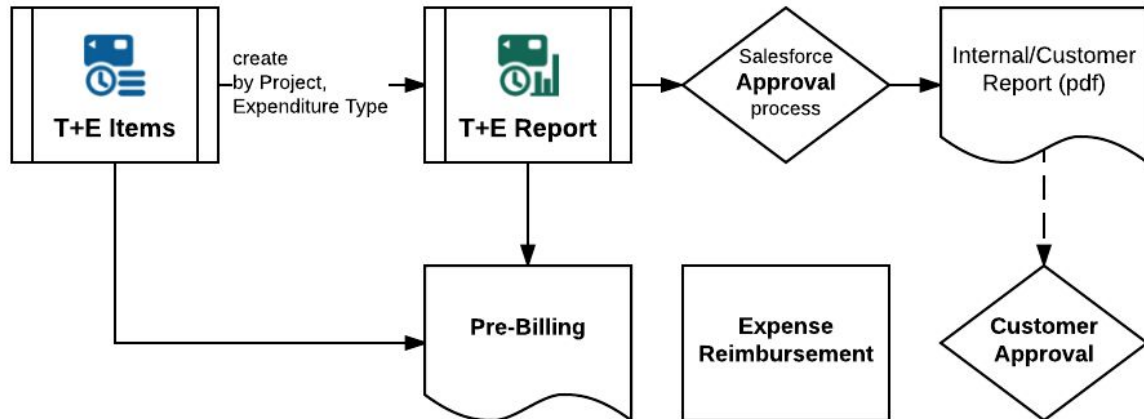 create
by Project,
Expenditure Type
T+E Items
T+E Report
Salesforce
Approval
process
Internal/Customer
Report (pdf)
Pre-Billing
Expense
Reimbursement
Customer
Approval